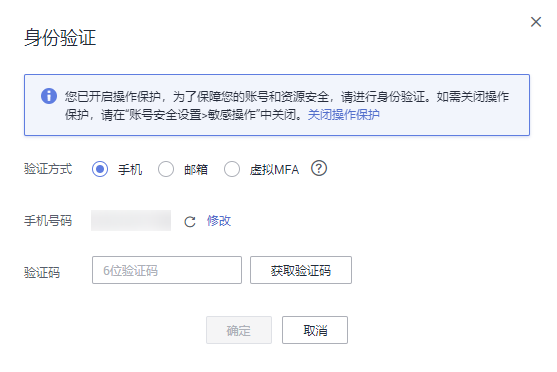 身份验证
您已开启操作保护，为了保障您的账号和资源安全，请进行身份验证。如需关闭操作
保护，请在“账号安全设置>敏感操作”中关闭。关闭操作保护
验证方式 手机 邮箱 虚拟MFA
手机号码 修改
验证码 6位验证码 获取验证码
确定 取消